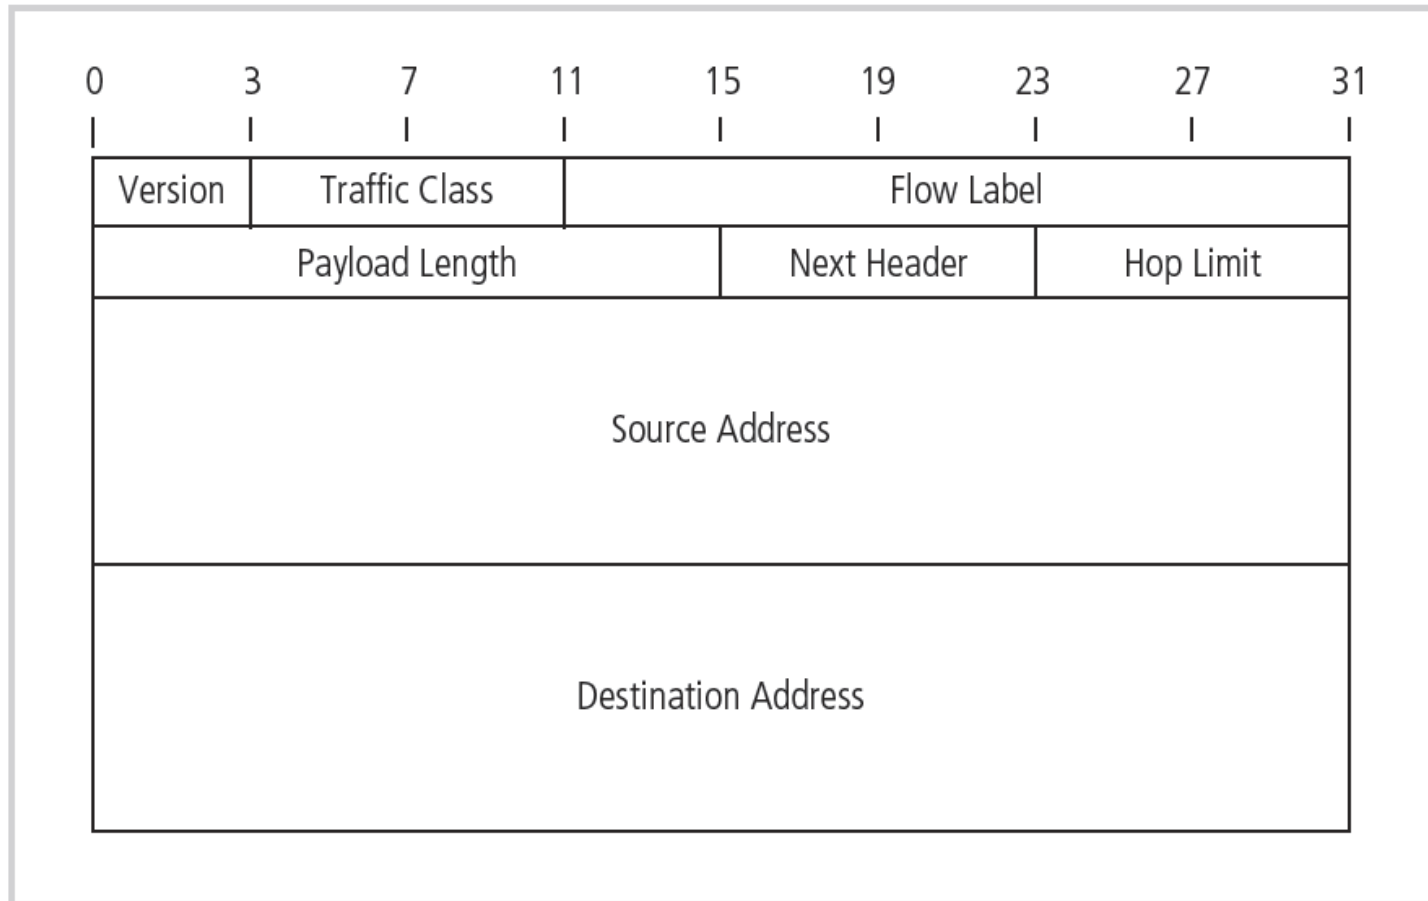 0 3 7 11 15 19 23 27 31
Version Traffic Class Flow Label
Payload Length Next Header Hop Limit
Source Address
Destination Address